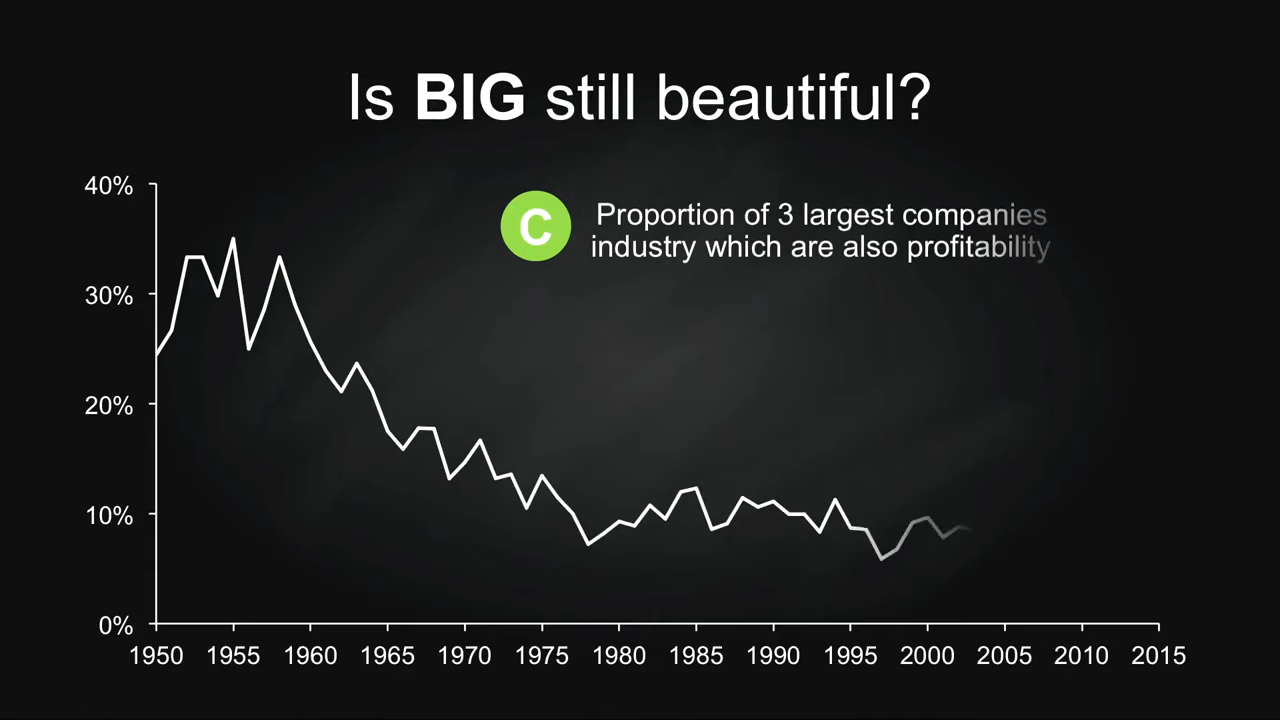 Is BIG still beautiful?
C
Proportion of 3 largest companies
industry which are also profitability
40%
30%
20%
10%
0%
1950 1955 1960 1965 1970 1975 1980 1985 1990 1995 2000 2005 2010 2015